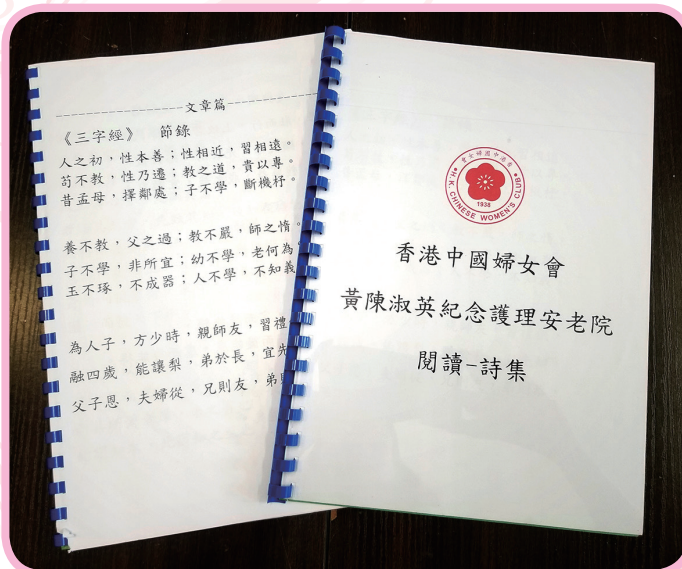 --------------------文章篇--------------
《三字經》 節錄
人之初，性本善；性相近，習相遠。
苟不教，性乃遷；教之道，貴以專。
昔孟母，擇鄰處；子不學，斷機杼。
養不教，父之過；教不嚴，師之惰。
子不學，非所宜；幼不學，老何為。
玉不琢，不成器；人不學，不知義
為人子，方少時，親師友，習禮
融四歲，能讓梨，弟於長，宜先
父子恩，夫婦從，兄則友，弟
會女婦國中港香
1938
H.K. CHINESE WOMEN'S CLUB
香港中國婦女會
黃陳淑英紀念護理安老院
閱讀-詩集